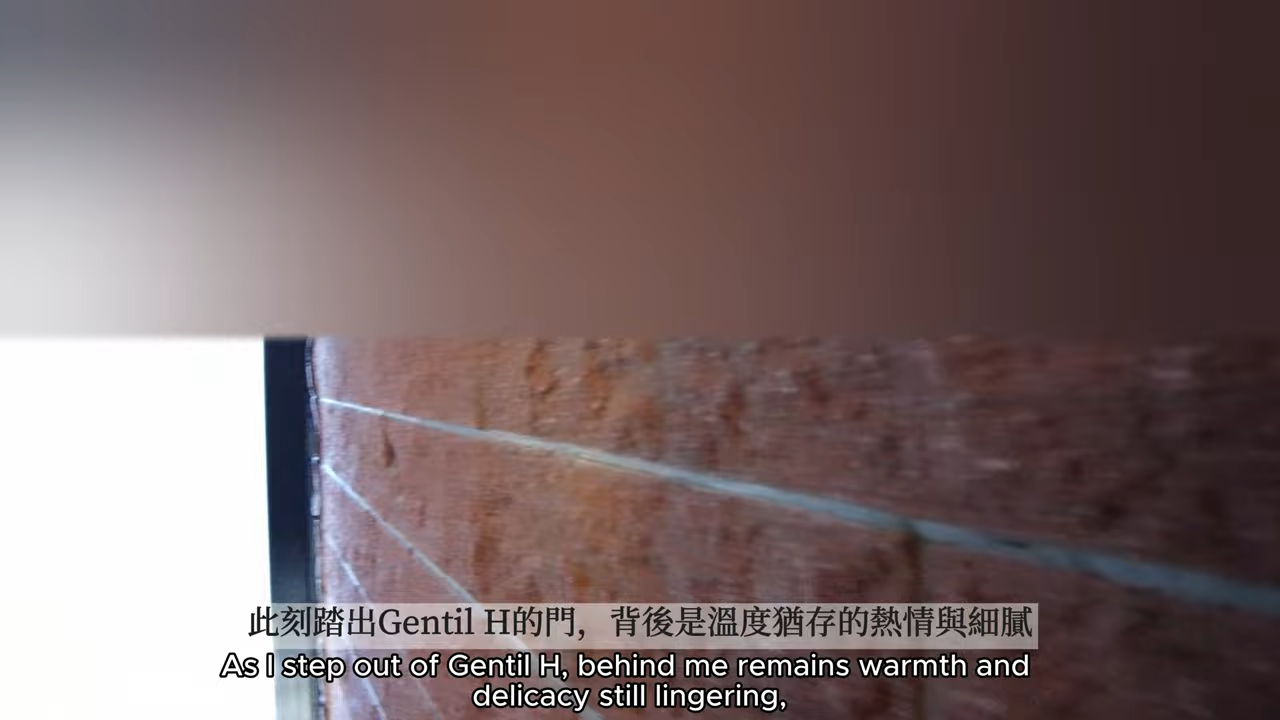 此刻踏出Gentil H的門，背後是溫度猶存的熱情與細膩
As I step out of Gentil H, behind me remains warmth and
delicacy still lingering,